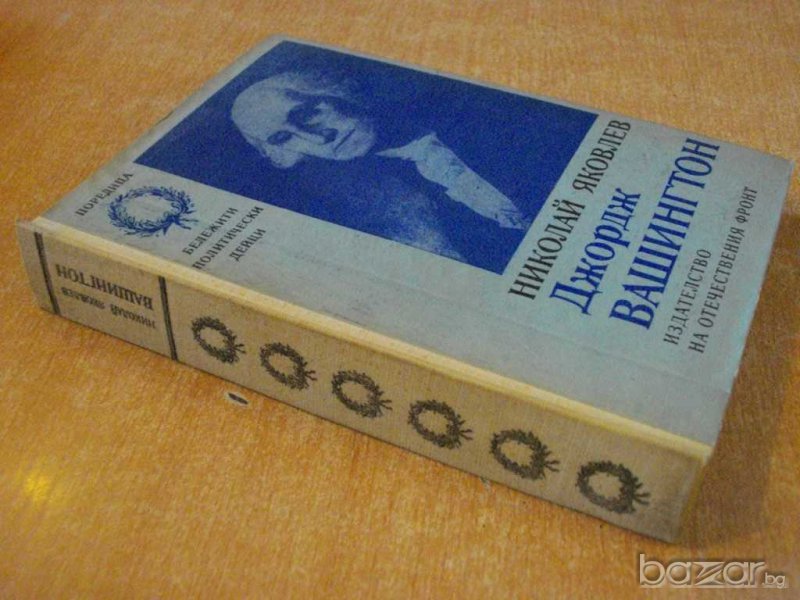 ПОРЕДИЦА
БЕЛЕЖИТИ
ПОЛИТИЧЕСКИ
ДЕЙЦИ
НИКОЛАЙ ЯКОВЛЕВ
Джордж
ВАШИНГТОН
ИЗДАТЕЛСТВО
НА ОТЕЧЕСТВЕНИЯ ФРОНТ
НИКОЛАЙ ЯКОВЛЕВ
ВАШИНГТОН
bazar.bg